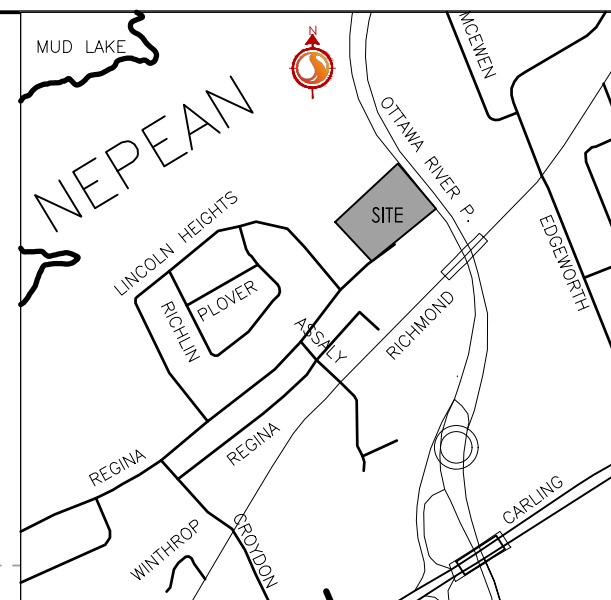 N
MUD LAKE
MCEWEN
NEPEAN
OTTAWA RIVER P.
SITE
LINCOLN HEIGHTS
EDGEWORTH
PLOVER
RICHLIN
ASSALY
RICHMOND
REGINA
REGINA
CARLING
WINTHROP
CROYDON